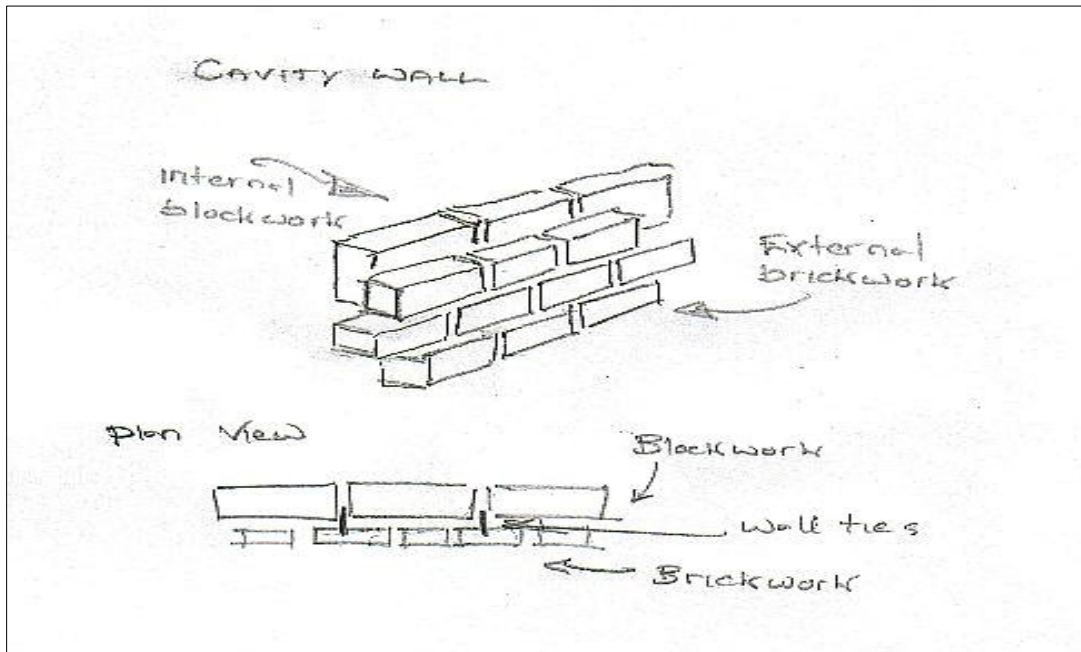 CAVITY WALL
Internal
blockwork
External
brickwork
Plan View
Blockwork
Wall ties
Brickwork